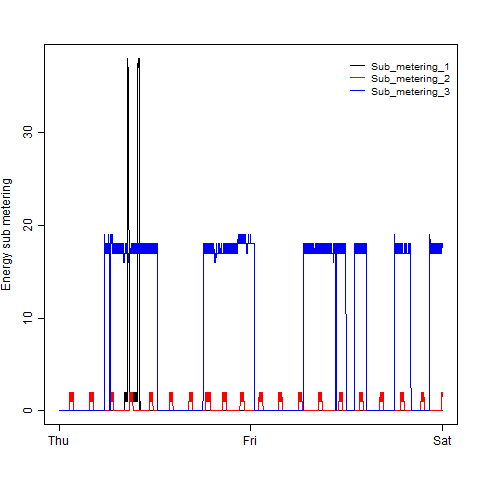 Sub_metering_1
Sub_metering_2
Sub_metering_3
Energy sub metering
30
20
10
0
Thu Fri Sat